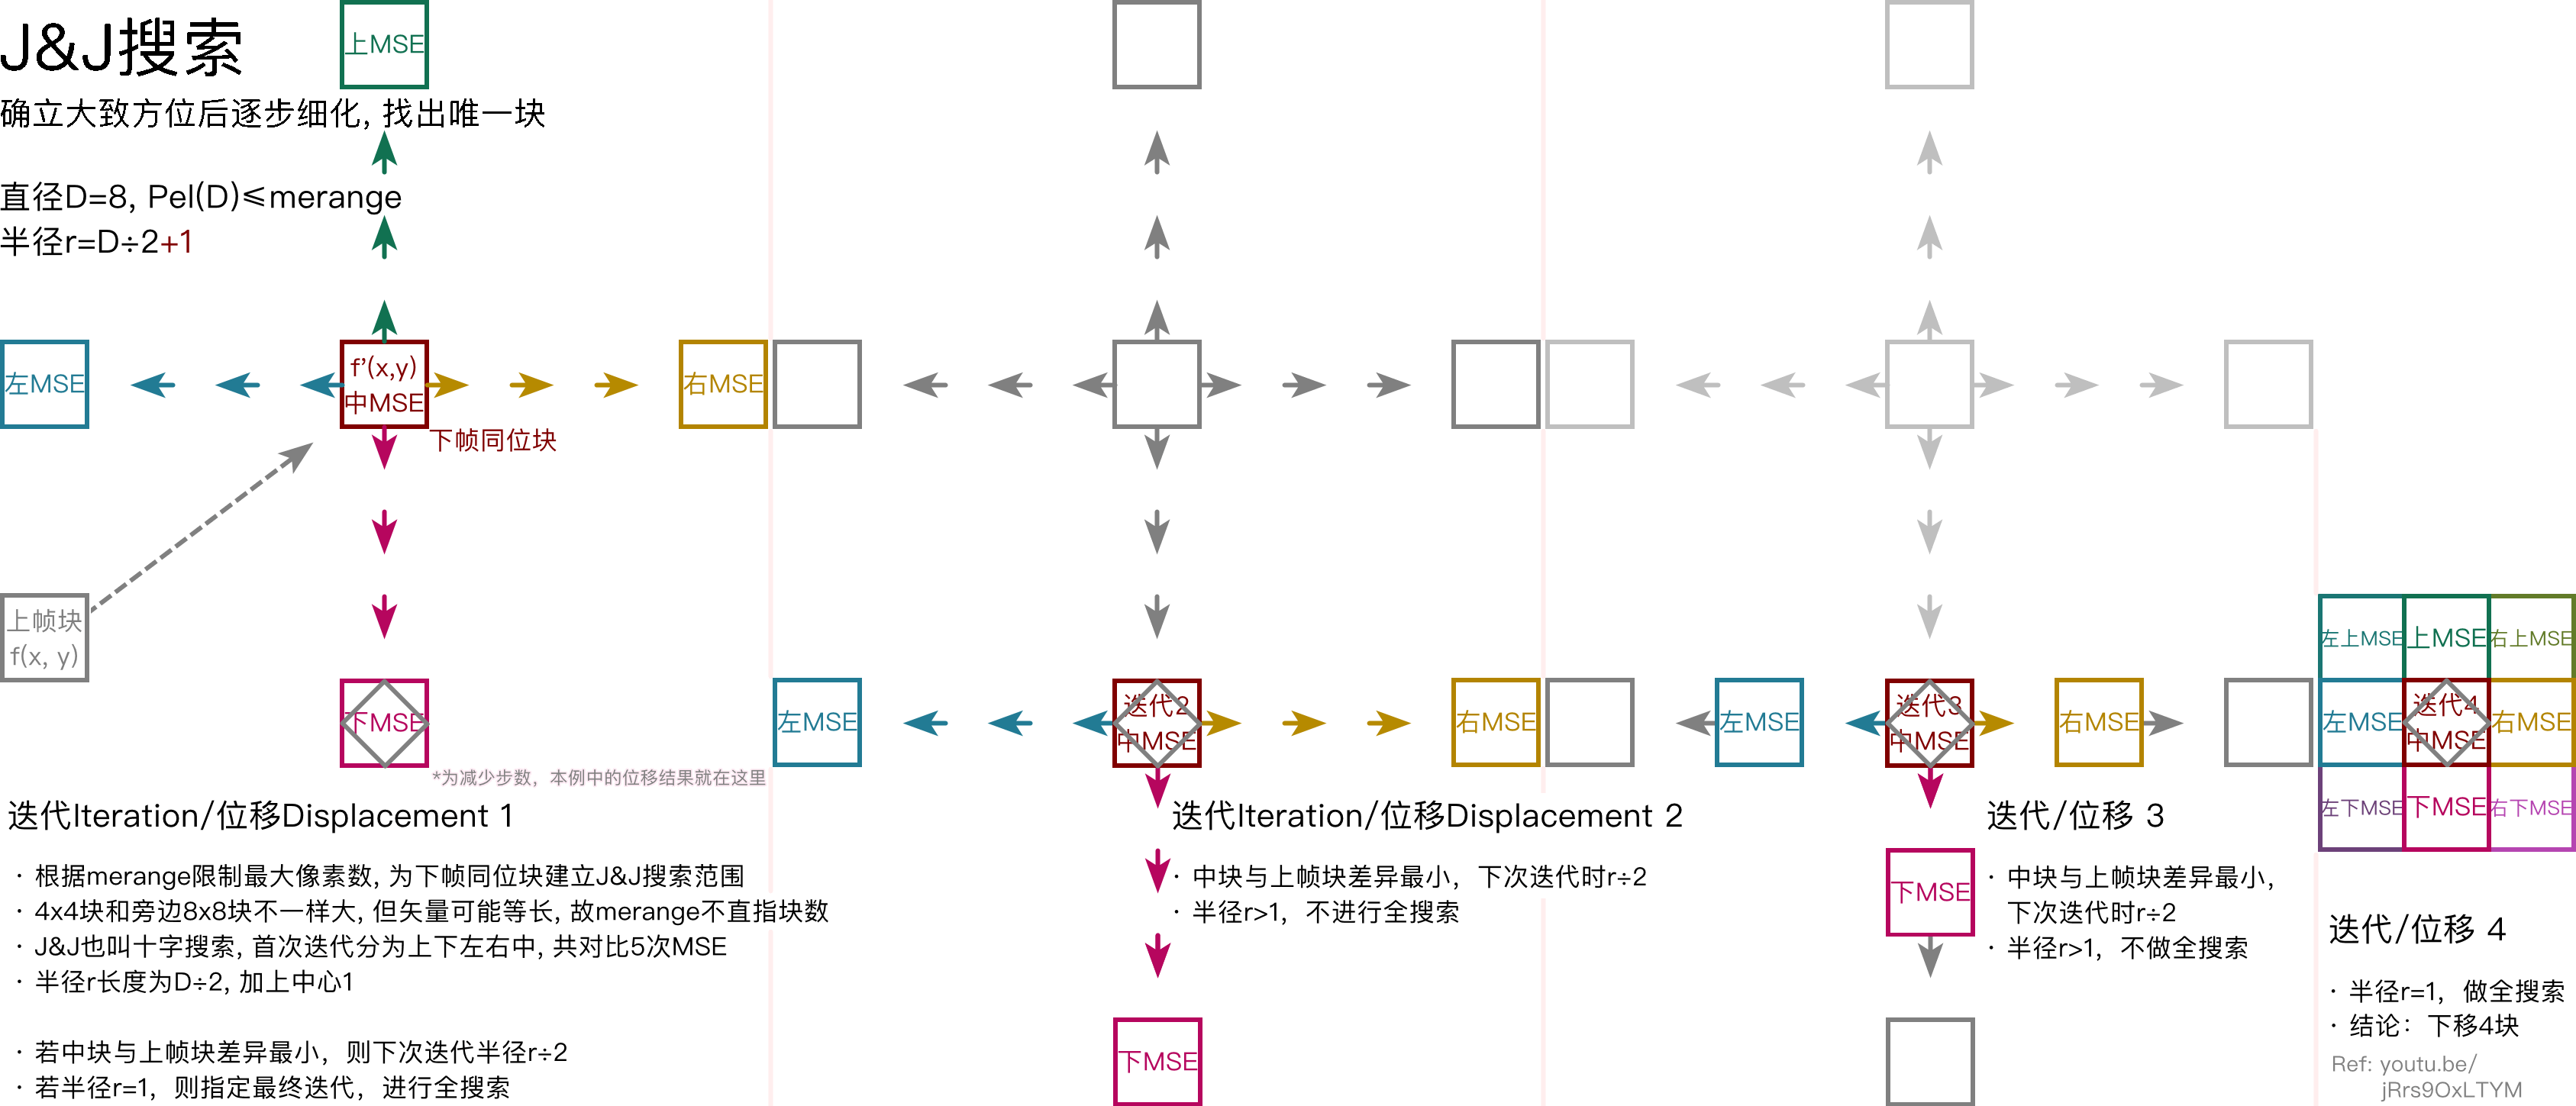 J&J搜索
确立大致方位后逐步细化, 找出唯一块
直径D=8, Pel(D)≤merange
半径r=D÷2+1
上MSE
左MSE
f'(x,y)
中MSE
右MSE
下帧同位块
上帧块
f(x, y)
下MSE
*为减少步数，本例中的位移结果就在这里
迭代Iteration/位移Displacement 1
· 根据merange限制最大像素数, 为下帧同位块建立J&J搜索范围
· 4x4块和旁边8x8块不一样大, 但矢量可能等长, 故merange不直指块数
· J&J也叫十字搜索, 首次迭代分为上下左右中, 共对比5次MSE
· 半径r长度为D÷2, 加上中心1
· 若中块与上帧块差异最小，则下次迭代半径r÷2
· 若半径r=1，则指定最终迭代，进行全搜索
左MSE
迭代2
中MSE
右MSE
迭代Iteration/位移Displacement 2
· 中块与上帧块差异最小，下次迭代时r÷2
· 半径r>1，不进行全搜索
下MSE
左MSE
迭代3
中MSE
右MSE
迭代/位移 3
下MSE
· 中块与上帧块差异最小，
下次迭代时r÷2
· 半径r>1，不做全搜索
左上MSE
上MSE
右上MSE
左MSE
迭代4
中MSE
右MSE
左下MSE
下MSE
右下MSE
迭代/位移 4
· 半径r=1，做全搜索
· 结论：下移4块
Ref: youtu.be/
jRrs9OxLTYM